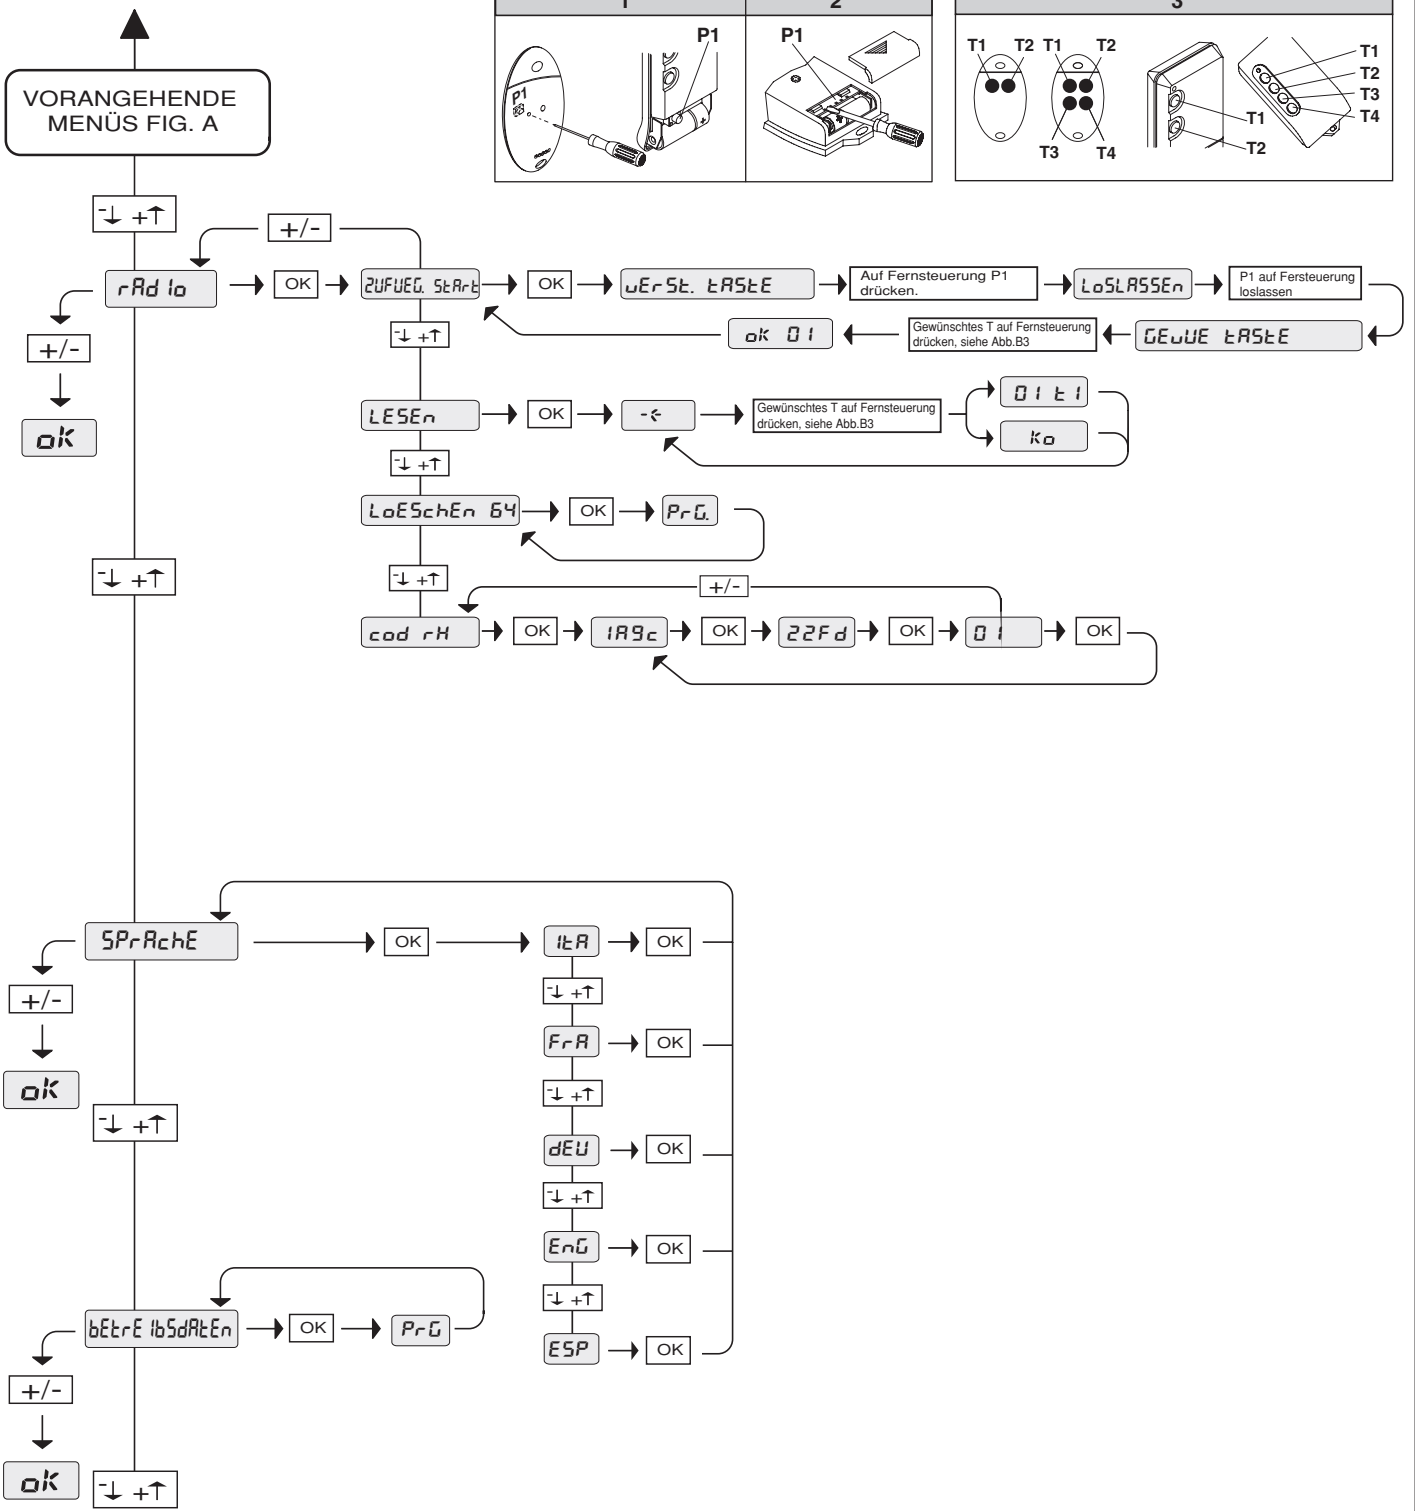 1 2 3
P1 P1
P1
T1 T2 T1 T2
T3 T4
T1
T2
T1
T2
T3
T4
VORANGEHENDE
MENÜS FIG. A
-↓ +↑
+/-
rAdIo OK ZUFUEG. StArt OK vErSt. tAStE Auf Fernsteuerung P1
drücken. LoSLASSEn P1 auf Fersteuerung
loslassen
+/-
ok
-↓ +↑
ok 01 Gewünschtes T auf Fernsteuerung
drücken, siehe Abb.B3 GEwUE tAStE
LESEn OK -<- Gewünschtes T auf Fernsteuerung
drücken, siehe Abb.B3 01 t1
Ko
-↓ +↑
LoESchEn 64 OK PrG.
-↓ +↑
-↓ +↑
+/-
cod rH OK 1A9c OK 22Fd OK 01 OK
SPrAchE OK ItA OK
+/-
ok
-↓ +↑
FrA OK
-↓ +↑
-↓ +↑
dEU OK
-↓ +↑
EnG OK
-↓ +↑
ESP OK
bEtrEIbSdAtEn OK PrG
+/-
ok
-↓ +↑